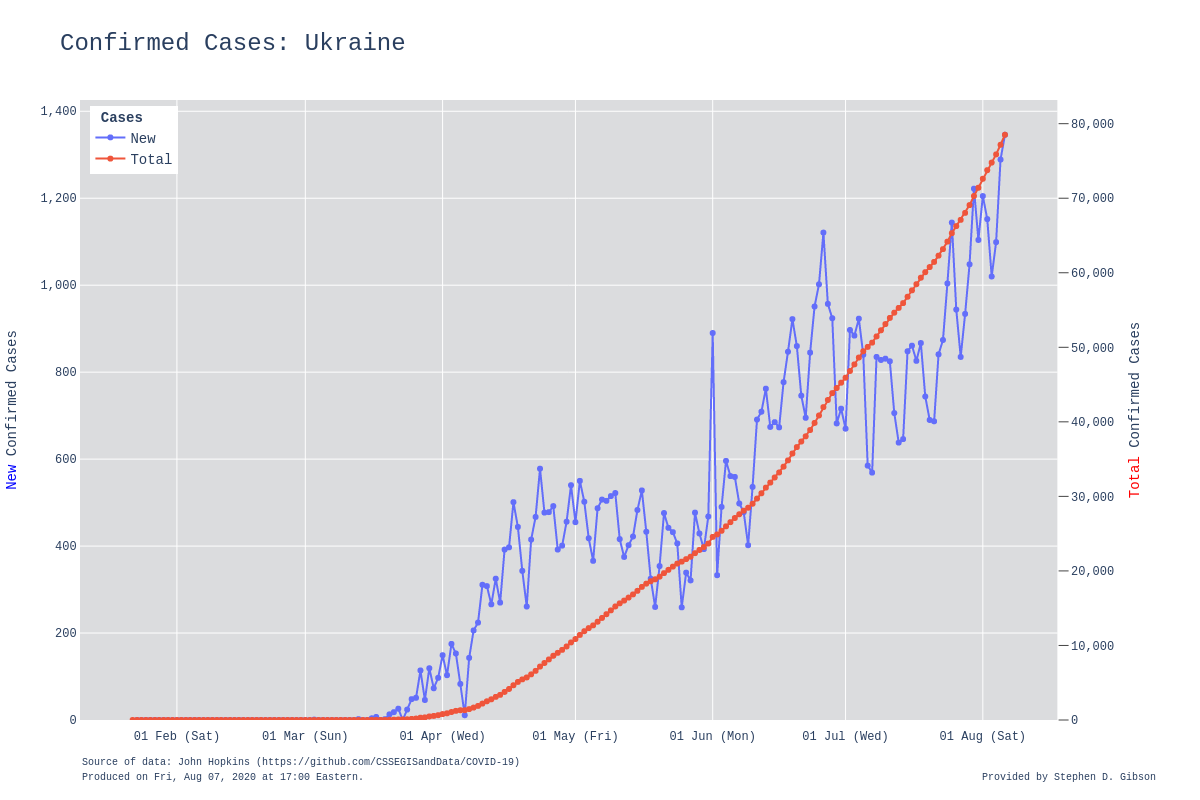 Confirmed Cases: Ukraine
Cases
New
Total
1,400
1,200
1,000
800
600
400
200
0
80,000
70,000
60,000
50,000
40,000
30,000
20,000
10,000
0
New Confirmed Cases
Total Confirmed Cases
01 Feb (Sat)
01 Mar (Sun)
01 Apr (Wed)
01 May (Fri)
01 Jun (Mon)
01 Jul (Wed)
01 Aug (Sat)
Source of data: John Hopkins (https://github.com/CSSEGISandData/COVID-19)
Produced on Fri, Aug 07, 2020 at 17:00 Eastern.
Provided by Stephen D. Gibson